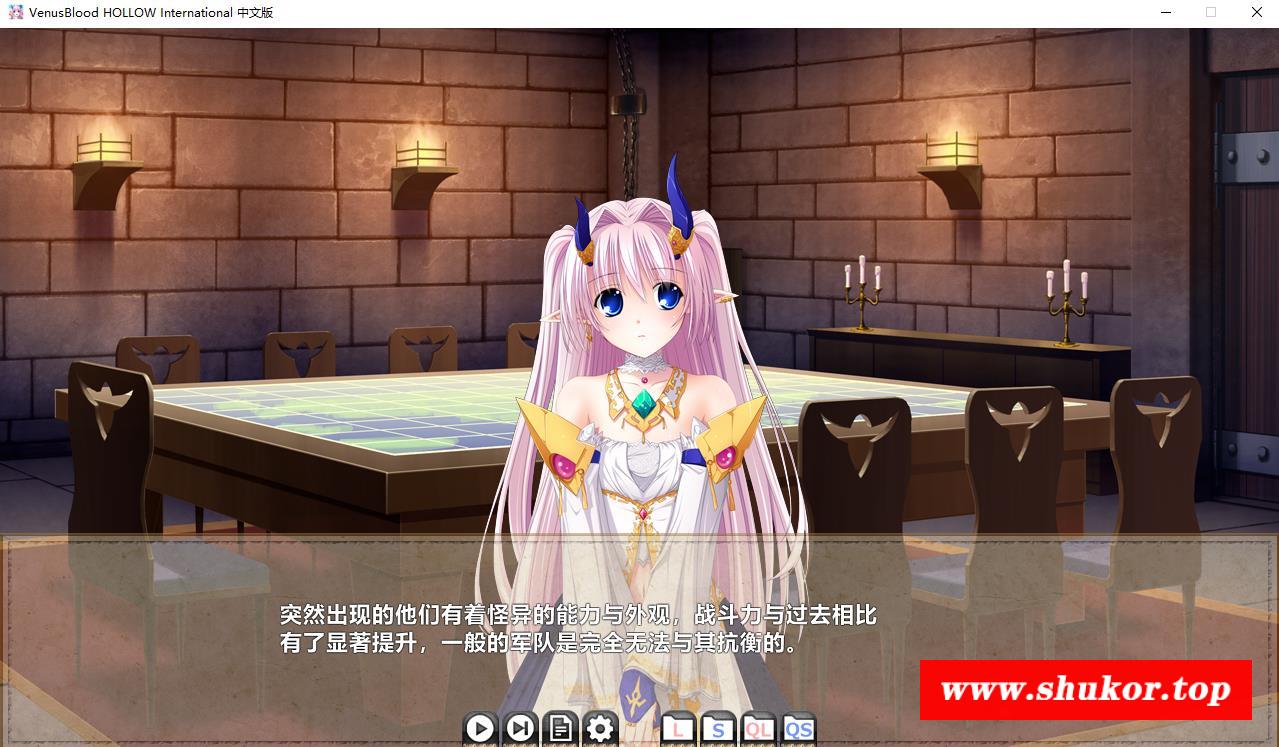 VenusBlood HOLLOW International 中文版
突然出现的他们有着怪异的能力与外观，战斗力与过去相比
有了显著提升，一般的军队是完全无法与其抗衡的。
www.shukor.top
L S QL QS